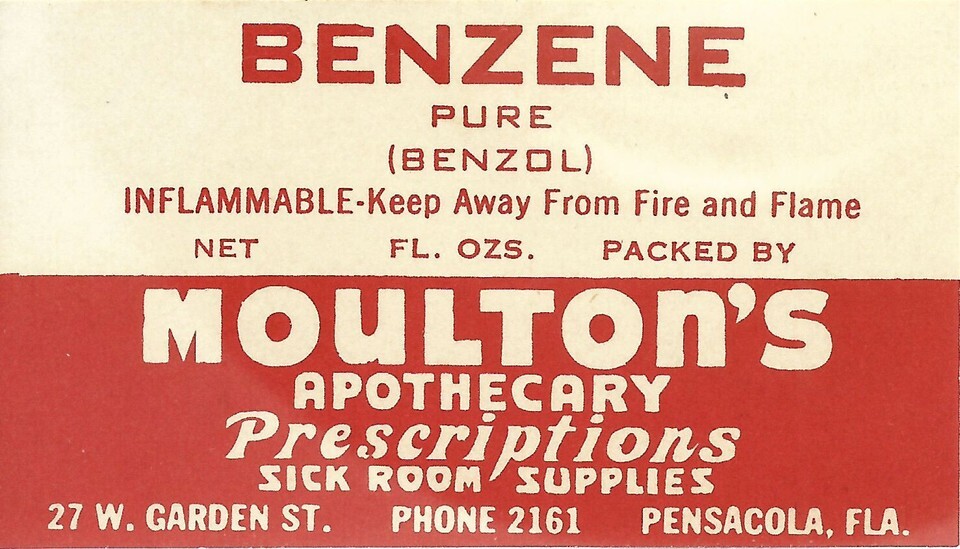 BENZENE
PURE
(BENZOL)
INFLAMMABLE-Keep Away From Fire and Flame
NET FL. OZS. PACKED BY
MOULTON'S
APOTHECARY
Prescriptions
SICK ROOM SUPPLIES
27 W. GARDEN ST. PHONE 2161 PENSACOLA, FLA.